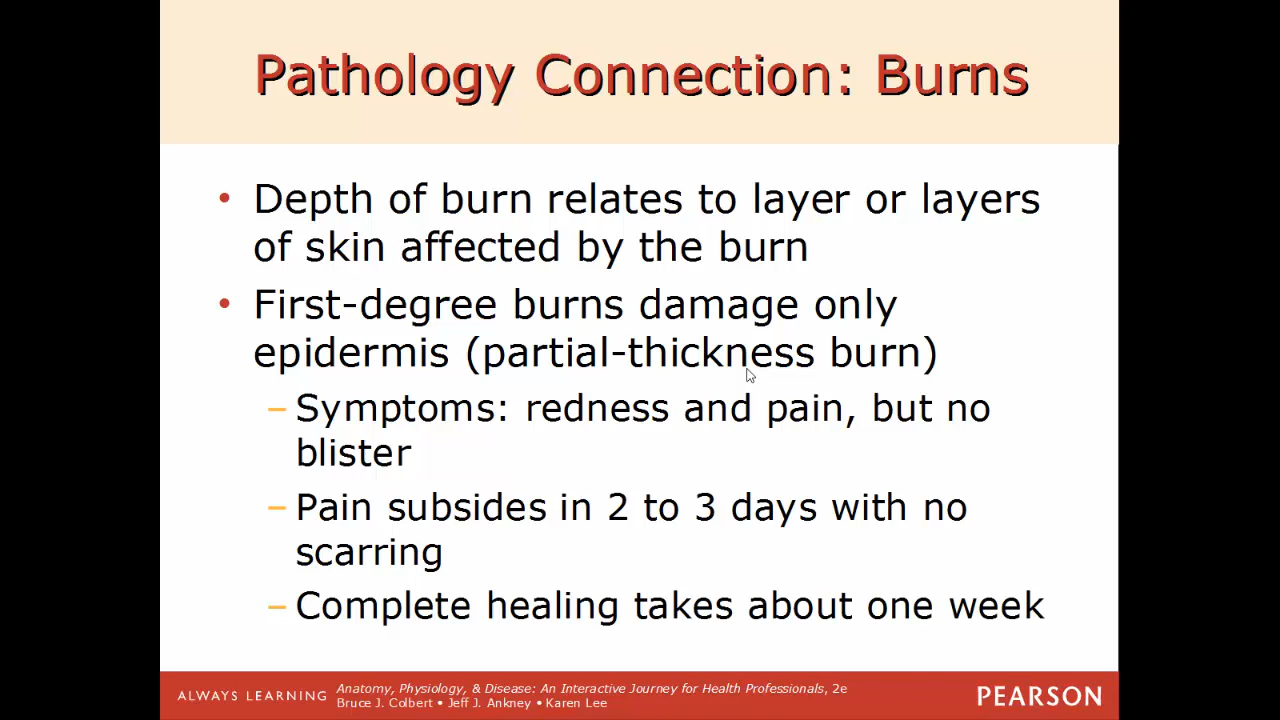 Pathology Connection: Burns
• Depth of burn relates to layer or layers
of skin affected by the burn
• First-degree burns damage only
epidermis (partial-thickness burn)
– Symptoms: redness and pain, but no
blister
– Pain subsides in 2 to 3 days with no
scarring
– Complete healing takes about one week
ALWAYS LEARNING
Anatomy, Physiology, & Disease: An Interactive Journey for Health Professionals, 2e
Bruce J. Colbert • Jeff J. Ankney • Karen Lee
PEARSON